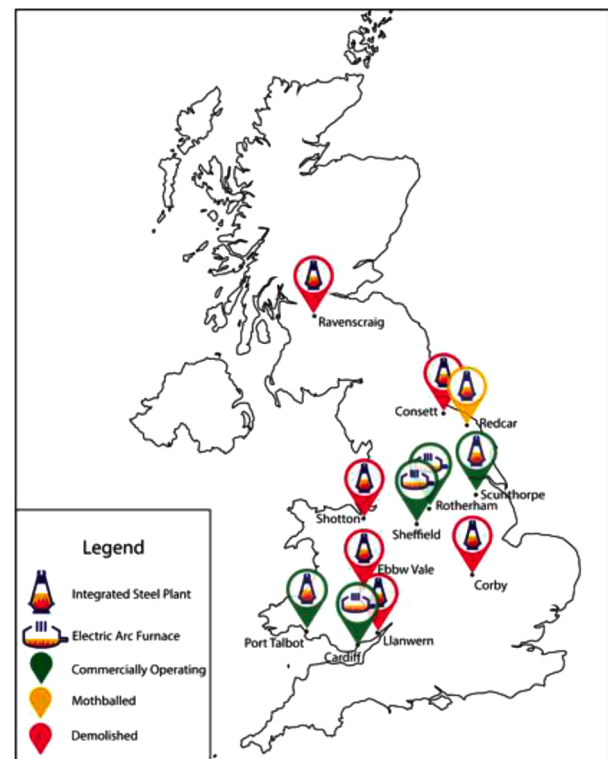 Ravenscraig
Consett
Redcar
Scunthorpe
Rotherham
Shotton
Sheffield
Ebbw Vale
Corby
Port Talbot
Llanwern
Cardiff
Legend
Integrated Steel Plant
Electric Arc Furnace
Commercially Operating
Mothballed
Demolished